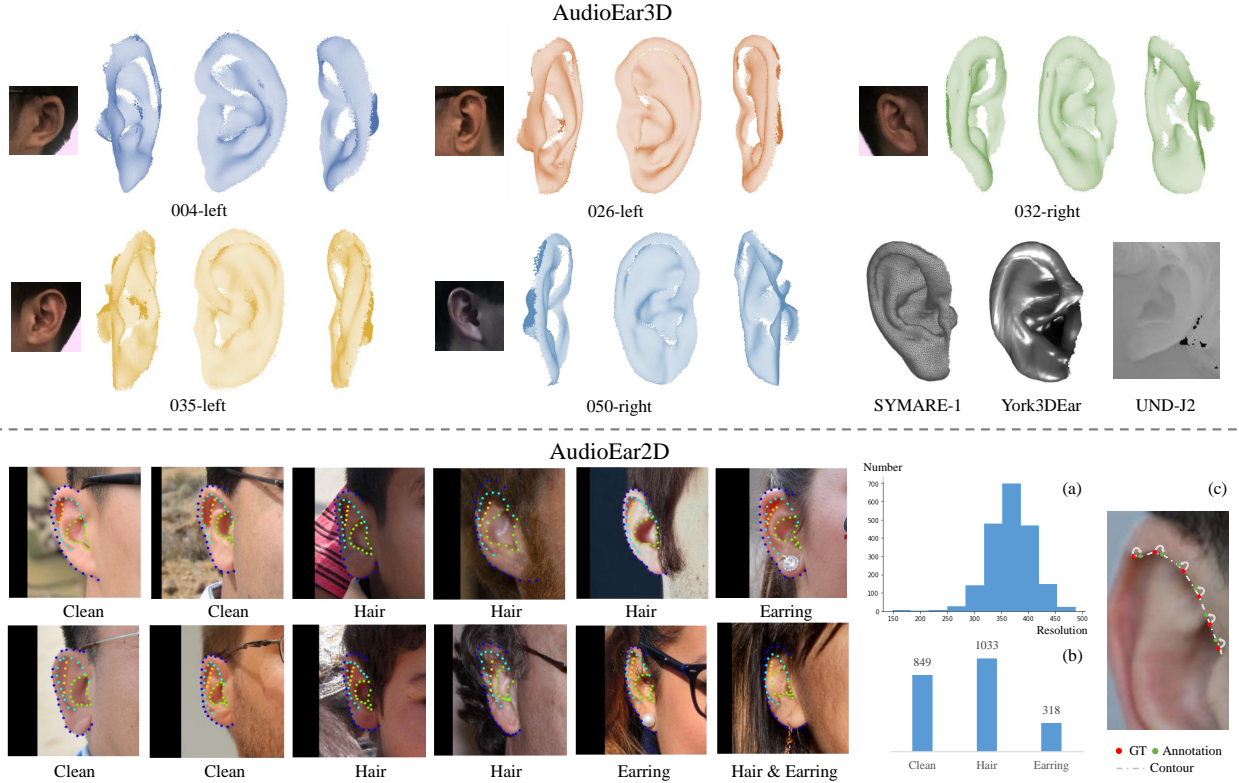 AudioEar3D
004-left
026-left
032-right
035-left
050-right
SYMARE-1
York3DEar
UND-J2
AudioEar2D
Clean
Clean
Hair
Hair
Hair
Earring
Clean
Clean
Hair
Hair
Earring
Hair & Earring
Number
(a)
700
600
500
400
300
200
100
0
150 200 250 300 350 400 450 500
Resolution
(b)
849
1033
318
Clean
Hair
Earring
(c)
GT
Annotation
Contour